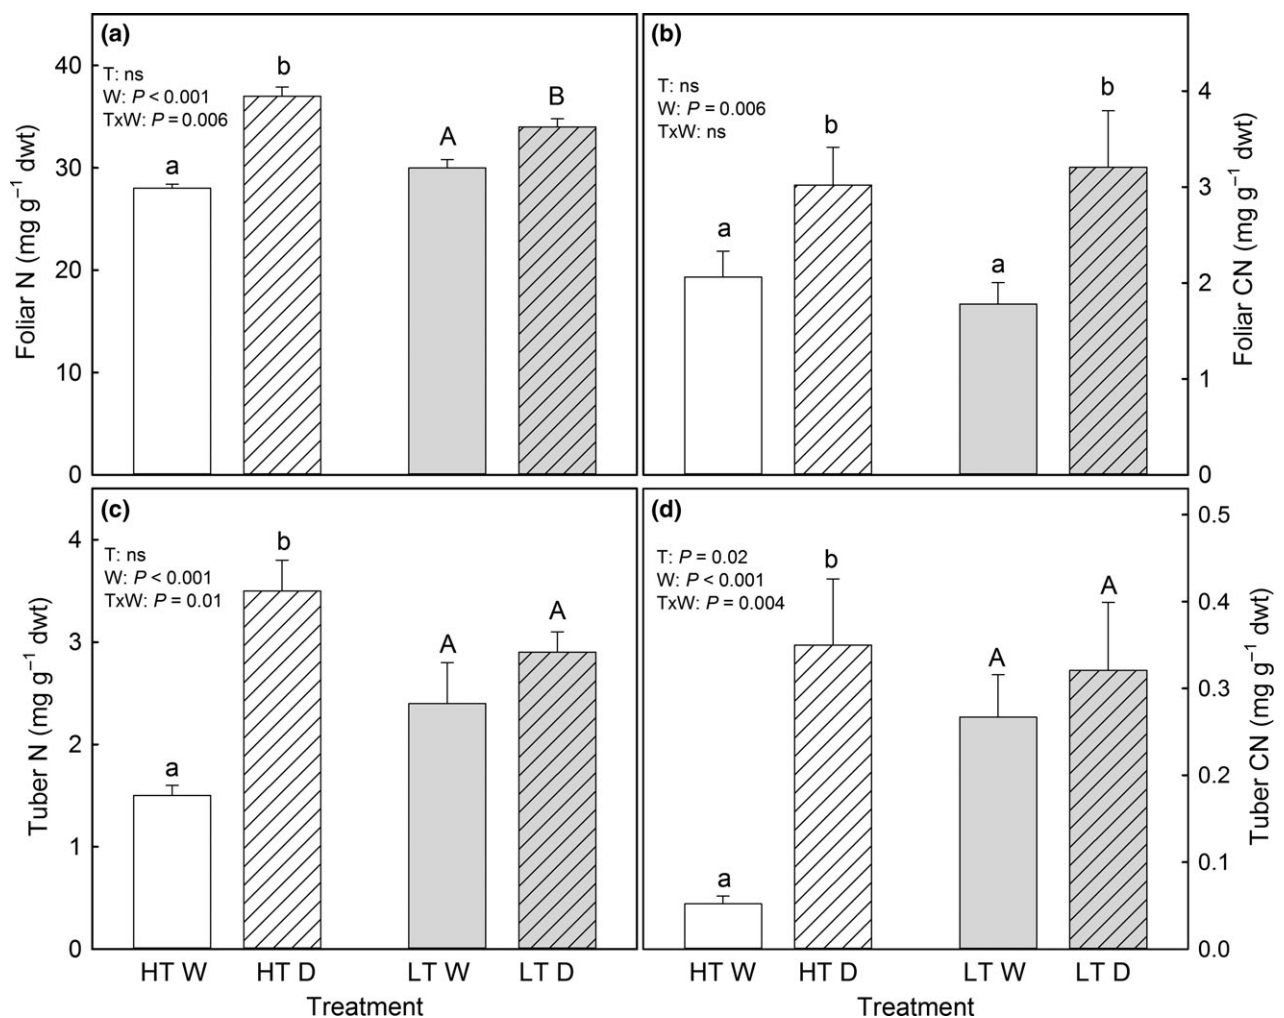 (a)
T: ns
W: P < 0.001
TxW: P = 0.006
a
b
A
B
40
30
20
10
0
Foliar N (mg g⁻¹ dwt)
(b)
T: ns
W: P = 0.006
TxW: ns
a
b
a
b
4
3
2
1
0
Foliar CN (mg g⁻¹ dwt)
(c)
T: ns
W: P < 0.001
TxW: P = 0.01
a
b
A
A
4
3
2
1
0
Tuber N (mg g⁻¹ dwt)
HT W HT D LT W LT D
Treatment
(d)
T: P = 0.02
W: P < 0.001
TxW: P = 0.004
a
b
A
A
0.5
0.4
0.3
0.2
0.1
0.0
Tuber CN (mg g⁻¹ dwt)
HT W HT D LT W LT D
Treatment